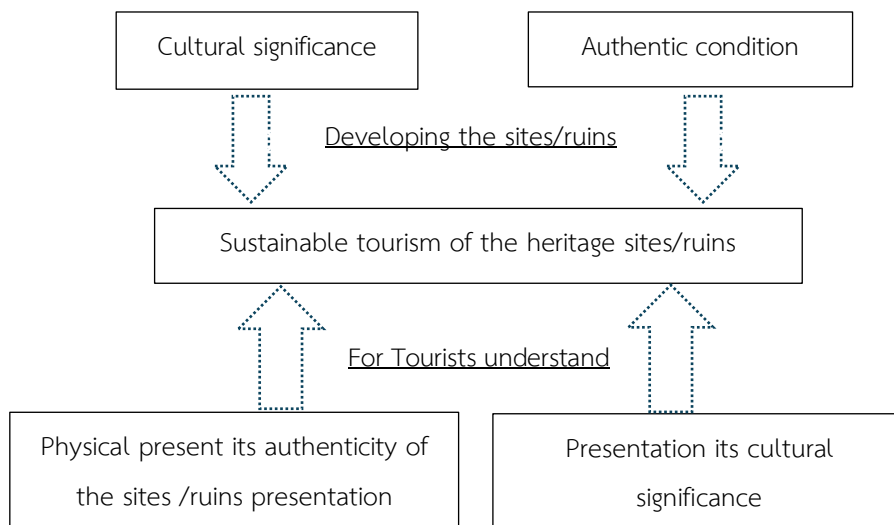 Cultural significance
Authentic condition
Developing the sites/ruins
Sustainable tourism of the heritage sites/ruins
For Tourists understand
Physical present its authenticity of
the sites /ruins presentation
Presentation its cultural
significance